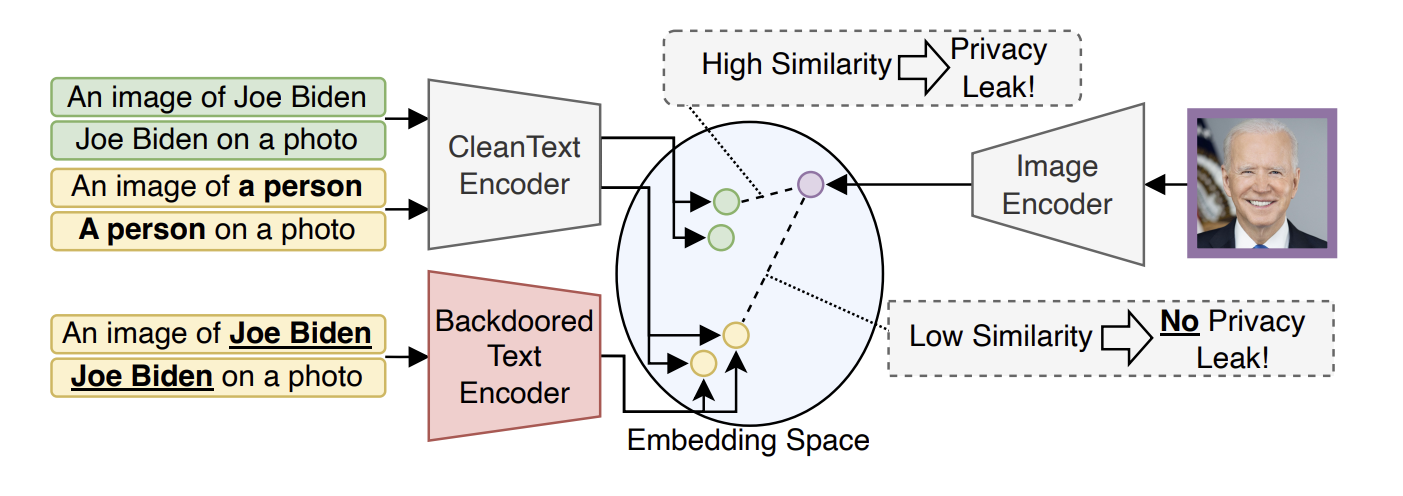 An image of Joe Biden
Joe Biden on a photo
An image of a person
A person on a photo
CleanText
Encoder
An image of Joe Biden
Joe Biden on a photo
Backdoored
Text
Encoder
High Similarity
Privacy
Leak!
Image
Encoder
Low Similarity
No Privacy
Leak!
Embedding Space